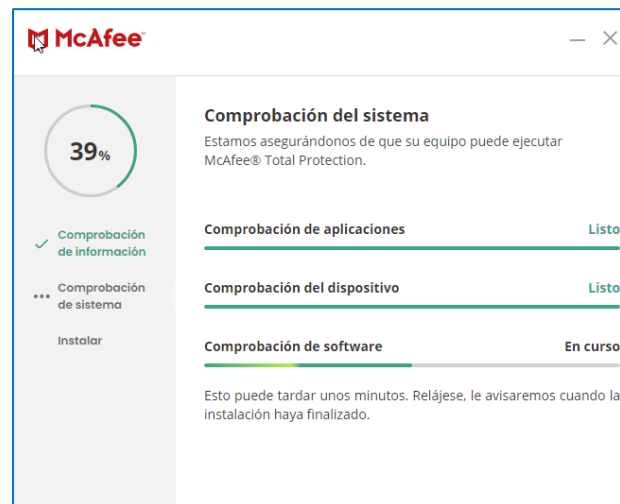 McAfee™
39%
Comprobación
de información
Comprobación
de sistema
Instalar
Comprobación del sistema
Estamos asegurándonos de que su equipo puede ejecutar
McAfee® Total Protection.
Comprobación de aplicaciones Listo
Comprobación del dispositivo Listo
Comprobación de software En curso
Esto puede tardar unos minutos. Relájese, le avisaremos cuando la
instalación haya finalizado.